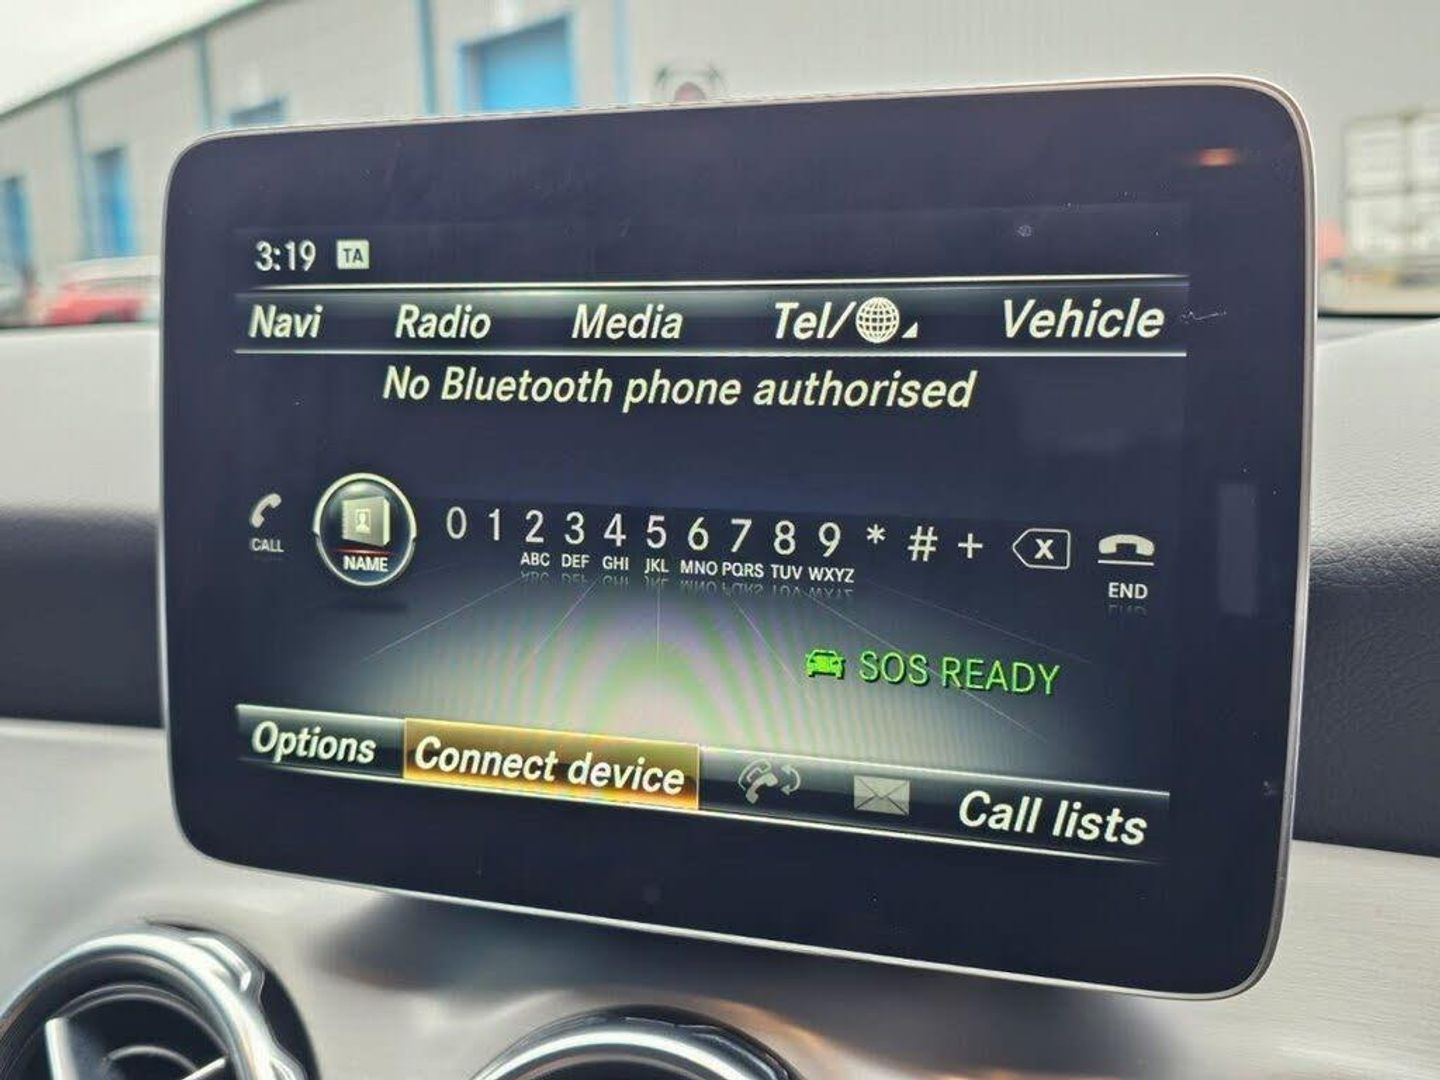 3:19 TA
Navi Radio Media Tel/ Vehicle
No Bluetooth phone authorised
0 1 2 3 4 5 6 7 8 9 * # + X
CALL NAME ABC DEF GHI JKL MNO PQRS TUV WXYZ END
SOS READY
Options Connect device Call lists